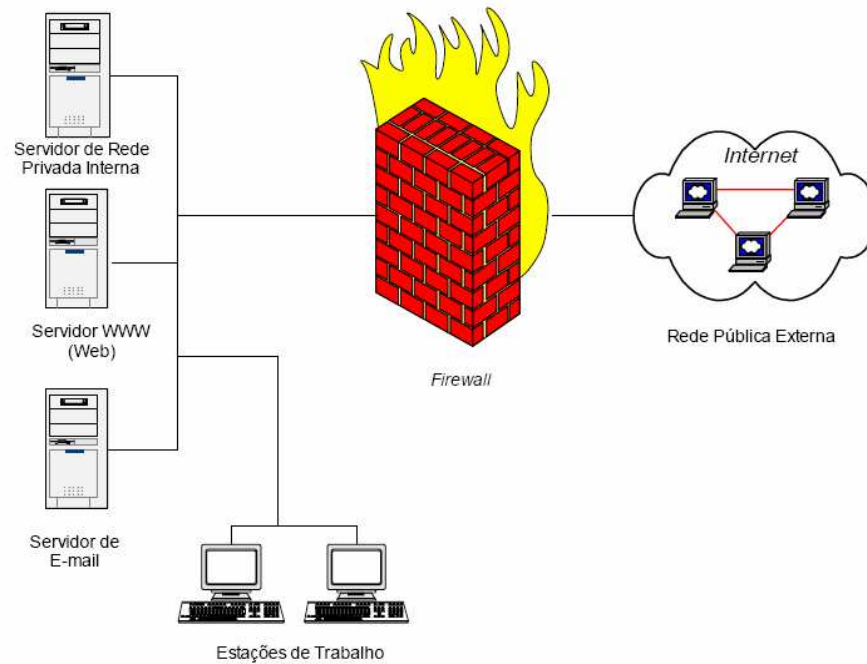 Servidor de Rede
Privada Interna
Servidor WWW
(Web)
Servidor de
E-mail
Estações de Trabalho
Firewall
Internet
Rede Pública Externa